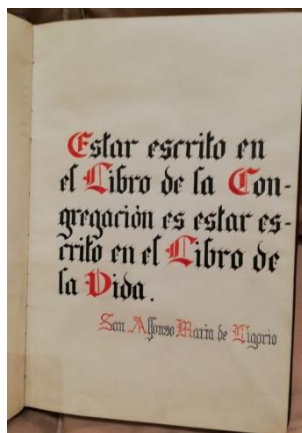 Estar escrito en
el Libro de la Con-
gregación es estar es-
crito en el Libro de
la Vida.
San Alfonso Maria de Ligorio